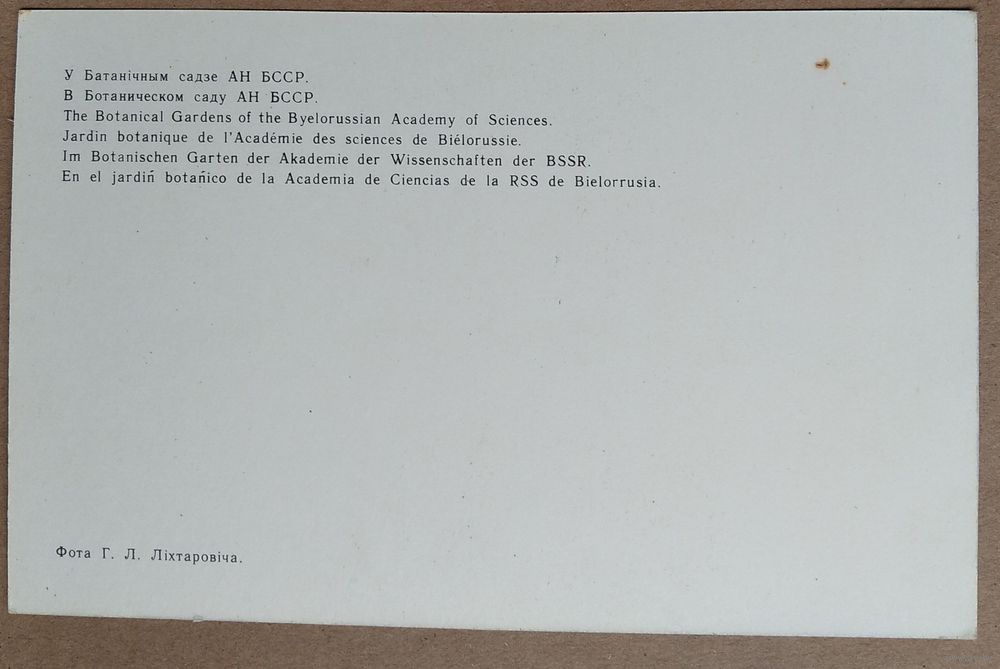 У Батанічным садзе АН БССР.
В Ботаническом саду АН БССР.
The Botanical Gardens of the Byelorussian Academy of Sciences.
Jardin botanique de l'Académie des sciences de Biélorussie.
Im Botanischen Garten der Akademie der Wissenschaften der BSSR.
En el jardiń botańico de la Academia de Ciencias de la RSS de Bielorrusia.
Фота Г. Л. Ліхтаровіча.